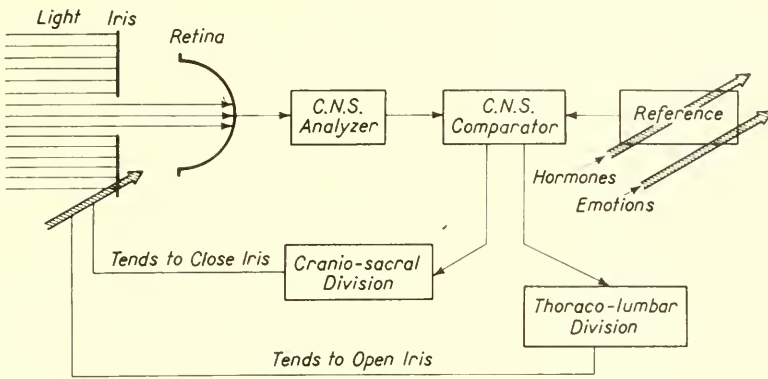 Light
Iris
Retina
C.N.S.
Analyzer
C.N.S.
Comparator
Reference
Hormones
Emotions
Tends to Close Iris
Cranio-sacral
Division
Thoraco-lumbar
Division
Tends to Open Iris